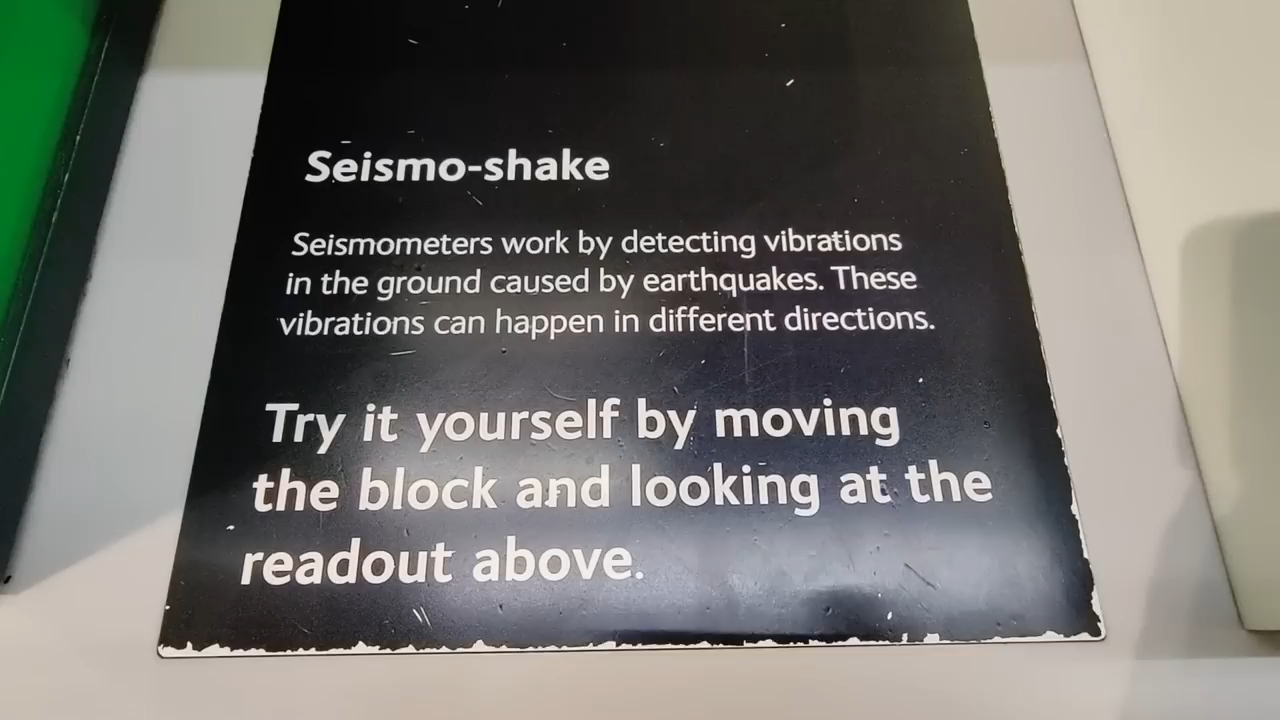 Seismo-shake
Seismometers work by detecting vibrations
in the ground caused by earthquakes. These
vibrations can happen in different directions.
Try it yourself by moving
the block and looking at the
readout above.